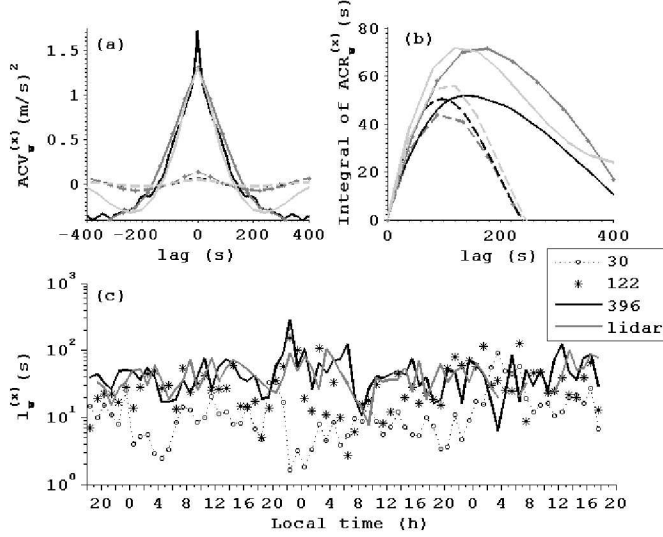 (a)
ACV_w^(x) (m/s)^2
1.5
1
0.5
0
−400 −200 0 200 400
lag (s)
(b)
Integral of ACR_w^(x) (s)
80
60
40
20
0
0 200 400
lag (s)
30
122
396
lidar
(c)
l_w^(x) (s)
10^3
10^2
10^1
10^0
20 0 4 8 12 16 20 0 4 8 12 16 20 0 4 8 12 16 20 0 4 8 12 16 20
Local time (h)